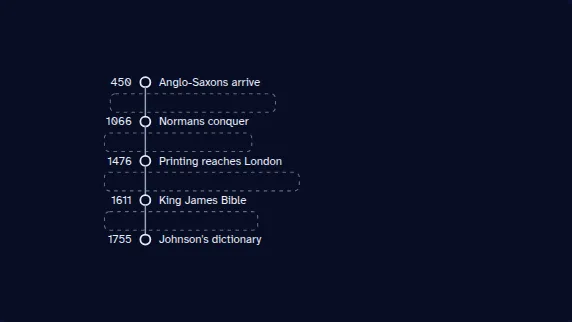 450 Anglo-Saxons arrive
1066 Normans conquer
1476 Printing reaches London
1611 King James Bible
1755 Johnson's dictionary